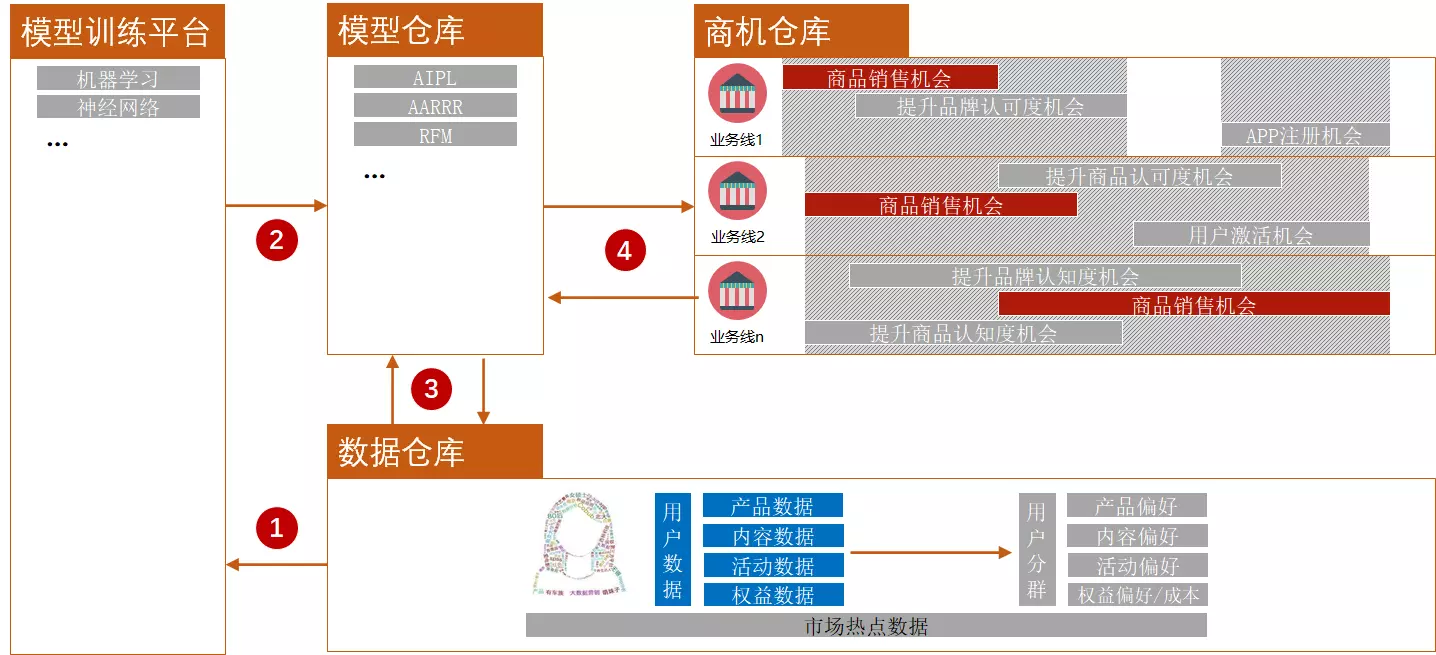 模型训练平台
机器学习
神经网络
...
模型仓库
AIPL
AARRR
RFM
...
商机仓库
业务线1
商品销售机会
提升品牌认可度机会
APP注册机会
业务线2
提升商品认可度机会
商品销售机会
用户激活机会
业务线n
提升品牌认知度机会
商品销售机会
提升商品认知度机会
2
4
3
1
数据仓库
用户数据
产品数据
内容数据
活动数据
权益数据
用户分群
产品偏好
内容偏好
活动偏好
权益偏好/成本
市场热点数据